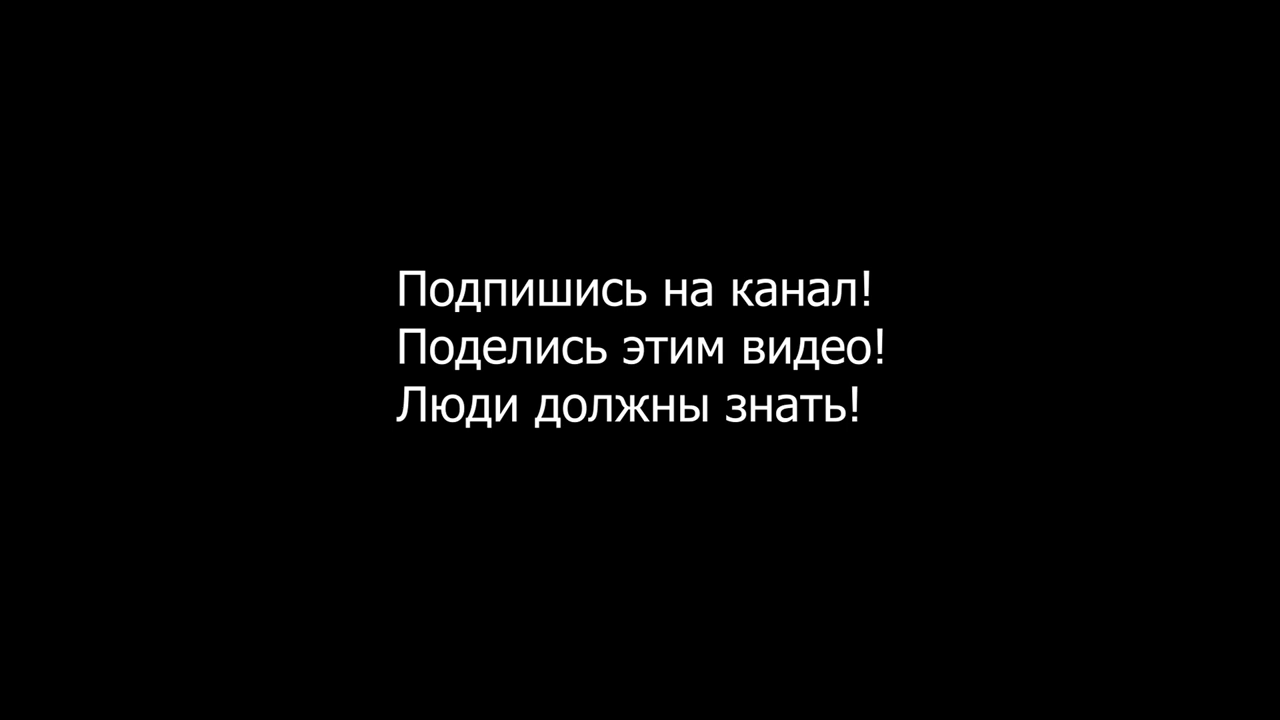 Подпишись на канал!
Поделись этим видео!
Люди должны знать!